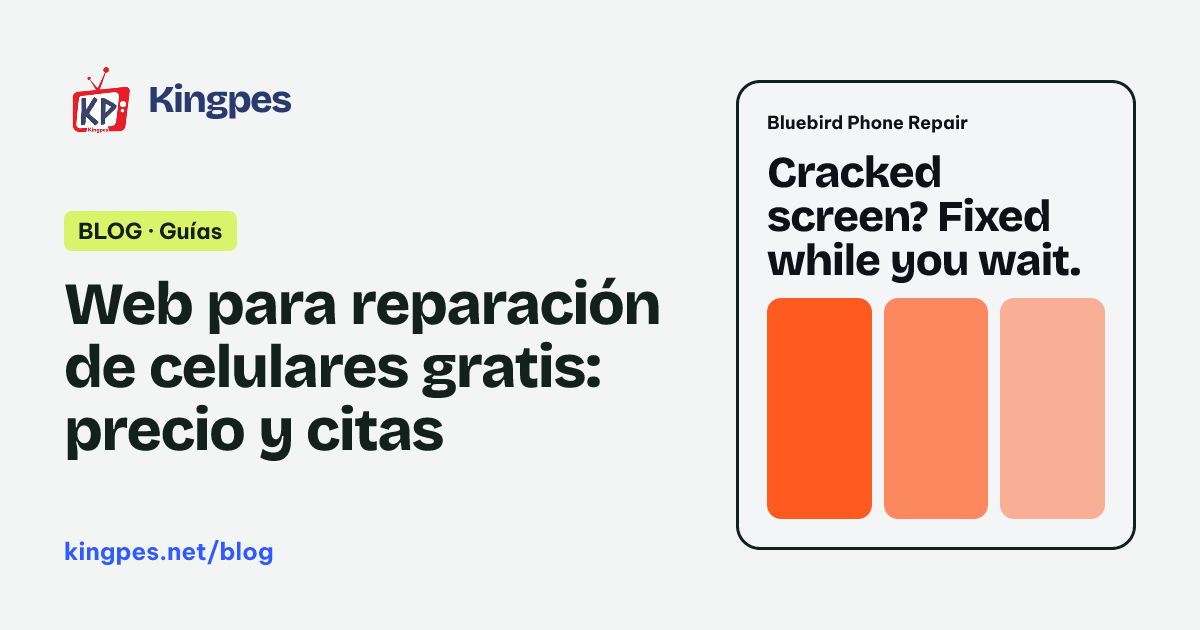 KP
Kingpes
Kingpes
BLOG · Guías
Web para reparación
de celulares gratis:
precio y citas
kingpes.net/blog
Bluebird Phone Repair
Cracked
screen? Fixed
while you wait.